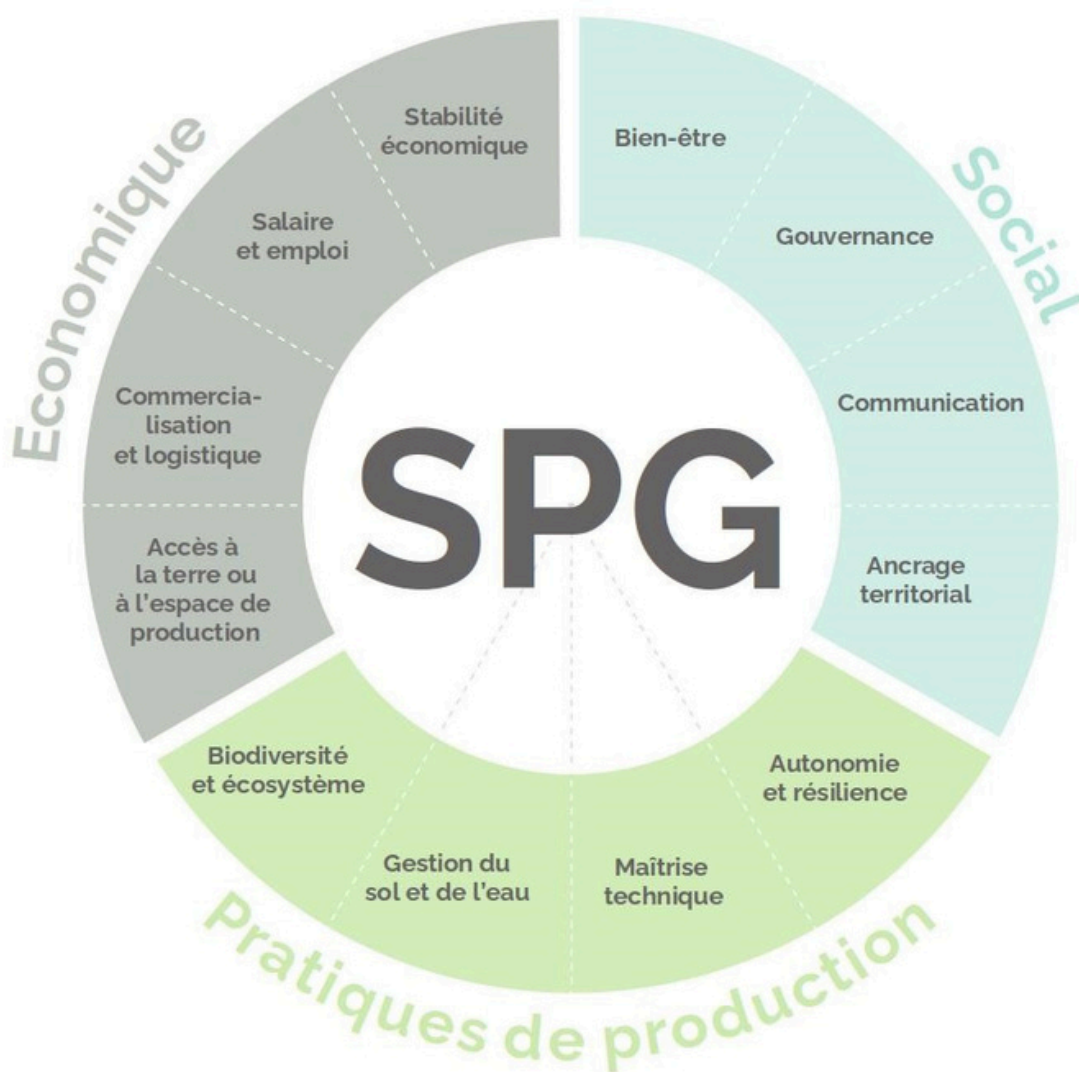 Economique
Social
Pratiques de production
SPG
Stabilité
économique
Salaire
et emploi
Commercia-
lisation
et logistique
Accès à
la terre ou
à l'espace de
production
Bien-être
Gouvernance
Communication
Ancrage
territorial
Autonomie
et résilience
Maîtrise
technique
Gestion du
sol et de l'eau
Biodiversité
et écosystème